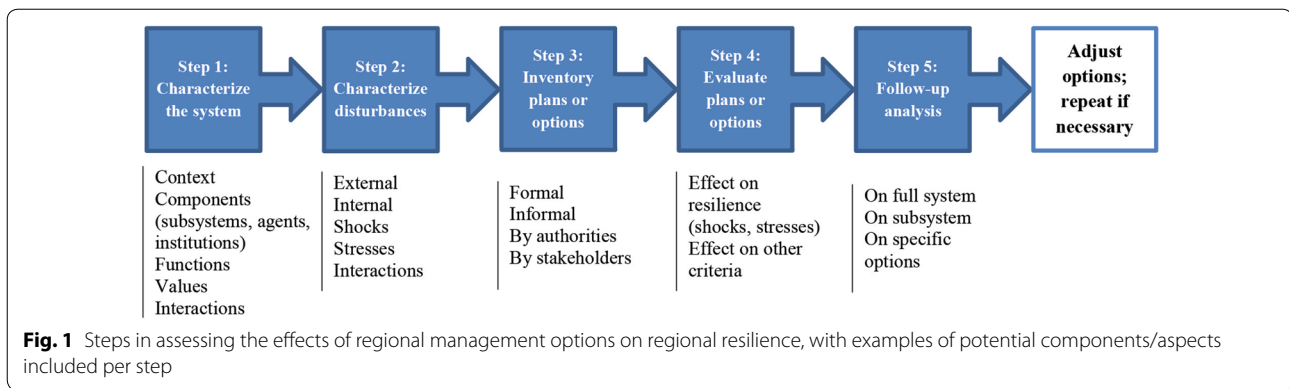 Step 1:
Characterize
the system
Step 2:
Characterize
disturbances
Step 3:
Inventory
plans or
options
Step 4:
Evaluate
plans or
options
Step 5:
Follow-up
analysis
Adjust
options;
repeat if
necessary
Context
Components
(subsystems, agents,
institutions)
Functions
Values
Interactions
External
Internal
Shocks
Stresses
Interactions
Formal
Informal
By authorities
By stakeholders
Effect on
resilience
(shocks, stresses)
Effect on other
criteria
On full system
On subsystem
On specific
options
Fig. 1 Steps in assessing the effects of regional management options on regional resilience, with examples of potential components/aspects
included per step